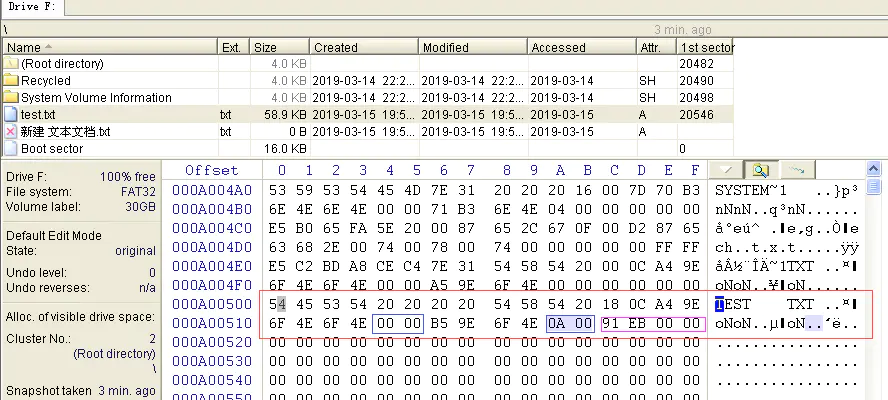 Drive F:
\ 3 min. ago
Name Ext. Size Created Modified Accessed Attr. 1st sector
(Root directory) 4.0 KB 20482
Recycled 4.0 KB 2019-03-14 22:2... 2019-03-14 22:2... 2019-03-14 SH 20490
System Volume Information 4.0 KB 2019-03-14 22:2... 2019-03-14 22:2... 2019-03-14 SH 20498
test.txt txt 58.9 KB 2019-03-15 19:5... 2019-03-15 19:5... 2019-03-15 A 20546
新建 文本文档.txt txt 0 B 2019-03-15 19:5... 2019-03-15 19:5... 2019-03-15 A
Boot sector 16.0 KB 0
Drive F: 100% free
File system: FAT32
Volume label: 30GB
Default Edit Mode
State: original
Undo level: 0
Undo reverses: n/a
Alloc. of visible drive space:
Cluster No.: 2
(Root directory)
Snapshot taken 3 min. ago
Offset 0 1 2 3 4 5 6 7 8 9 A B C D E F
000A004A0 53 59 53 54 45 4D 7E 31 20 20 20 16 00 7D 70 B3 SYSTEM~1 ..}p³
000A004B0 6E 4E 6E 4E 00 00 71 B3 6E 4E 04 00 00 00 00 00 nNnN..q³nN......
000A004C0 E5 B0 65 FA 5E 20 00 87 65 2C 67 0F 00 D2 87 65 å°eú^ .‌e,g..Ò‌e
000A004D0 63 68 2E 00 74 00 78 00 74 00 00 00 00 00 FF FF ch..t.x.t.....ÿÿ
000A004E0 E5 C2 BD A8 CE C4 7E 31 54 58 54 20 00 0C A4 9E åÂ½¨ÎÄ~1TXT ..¤
000A004F0 6F 4E 6F 4E 00 00 A5 9E 6F 4E 00 00 00 00 00 00 oNoN..¥oN......
000A00500 54 45 53 54 20 20 20 20 54 58 54 20 18 0C A4 9E TEST TXT ..¤
000A00510 6F 4E 6F 4E 00 00 B5 9E 6F 4E 0A 00 91 EB 00 00 oNoN..µoN..‘ë..
000A00520 00 00 00 00 00 00 00 00 00 00 00 00 00 00 00 00 ................
000A00530 00 00 00 00 00 00 00 00 00 00 00 00 00 00 00 00 ................
000A00540 00 00 00 00 00 00 00 00 00 00 00 00 00 00 00 00 ................
000A00550 00 00 00 00 00 00 00 00 00 00 00 00 00 00 00 00 ................